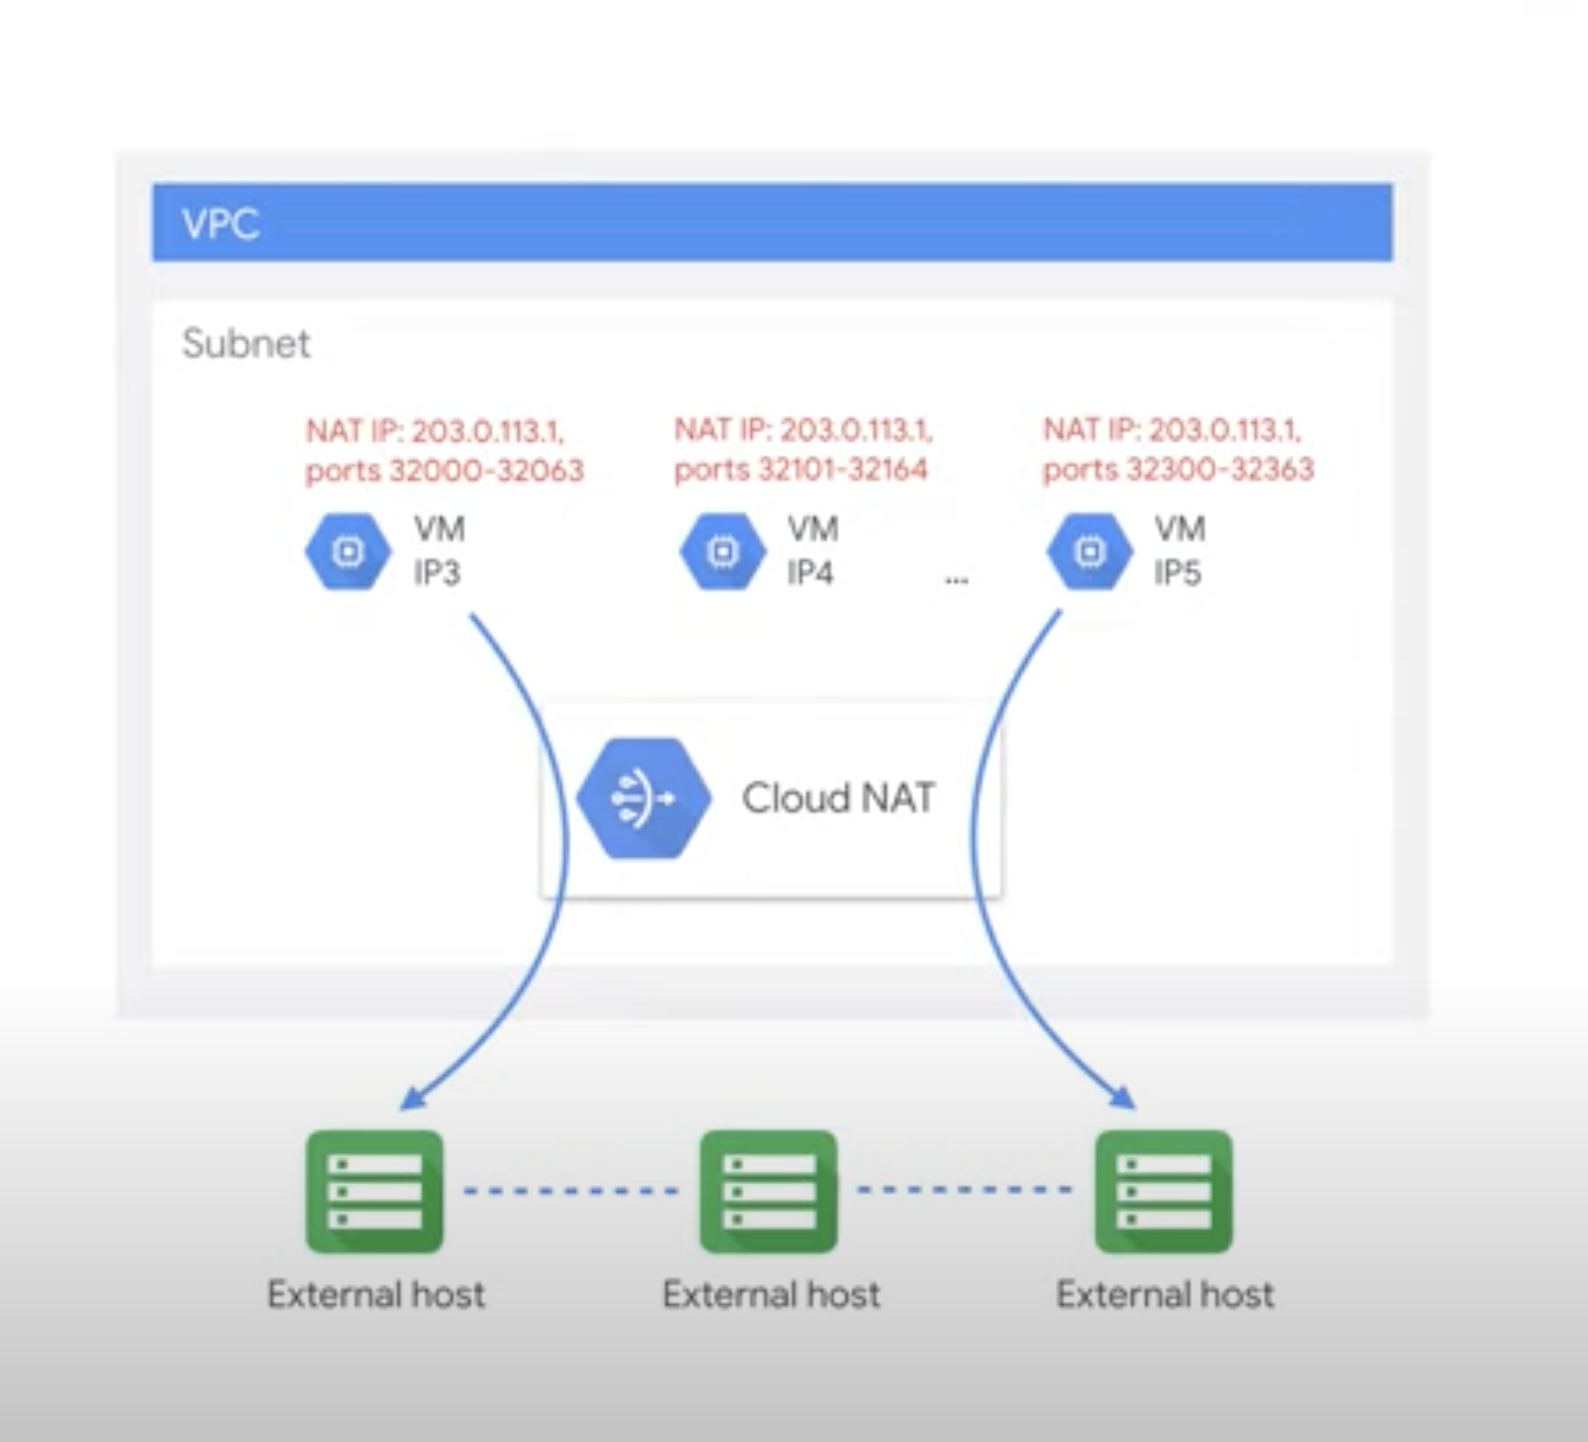 VPC
Subnet
NAT IP: 203.0.113.1,
ports 32000-32063
NAT IP: 203.0.113.1,
ports 32101-32164
NAT IP: 203.0.113.1,
ports 32300-32363
VM
IP3
VM
IP4
...
VM
IP5
Cloud NAT
External host
External host
External host